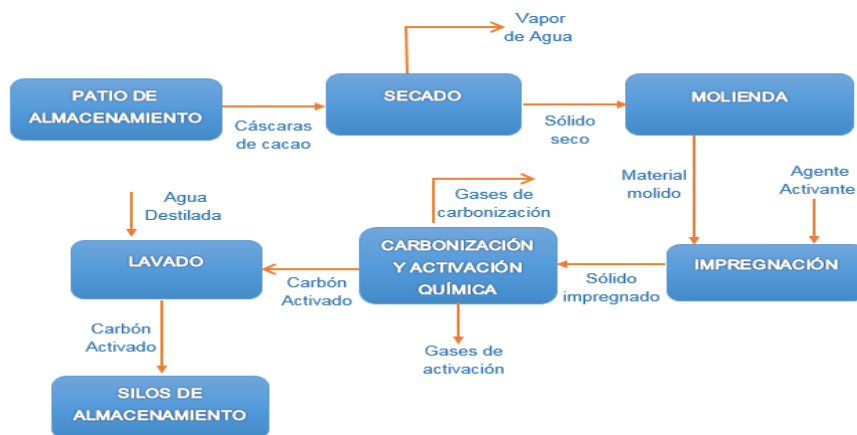 Vapor
de Agua
PATIO DE
ALMACENAMIENTO
Cáscaras
de cacao
SECADO
Sólido
seco
MOLIENDA
Material
molido
Agente
Activante
IMPREGNACIÓN
Sólido
impregnado
Gases de
carbonización
CARBONIZACIÓN
Y ACTIVACIÓN
QUÍMICA
Gases de
activación
Carbón
Activado
Agua
Destilada
LAVADO
Carbón
Activado
SILOS DE
ALMACENAMIENTO